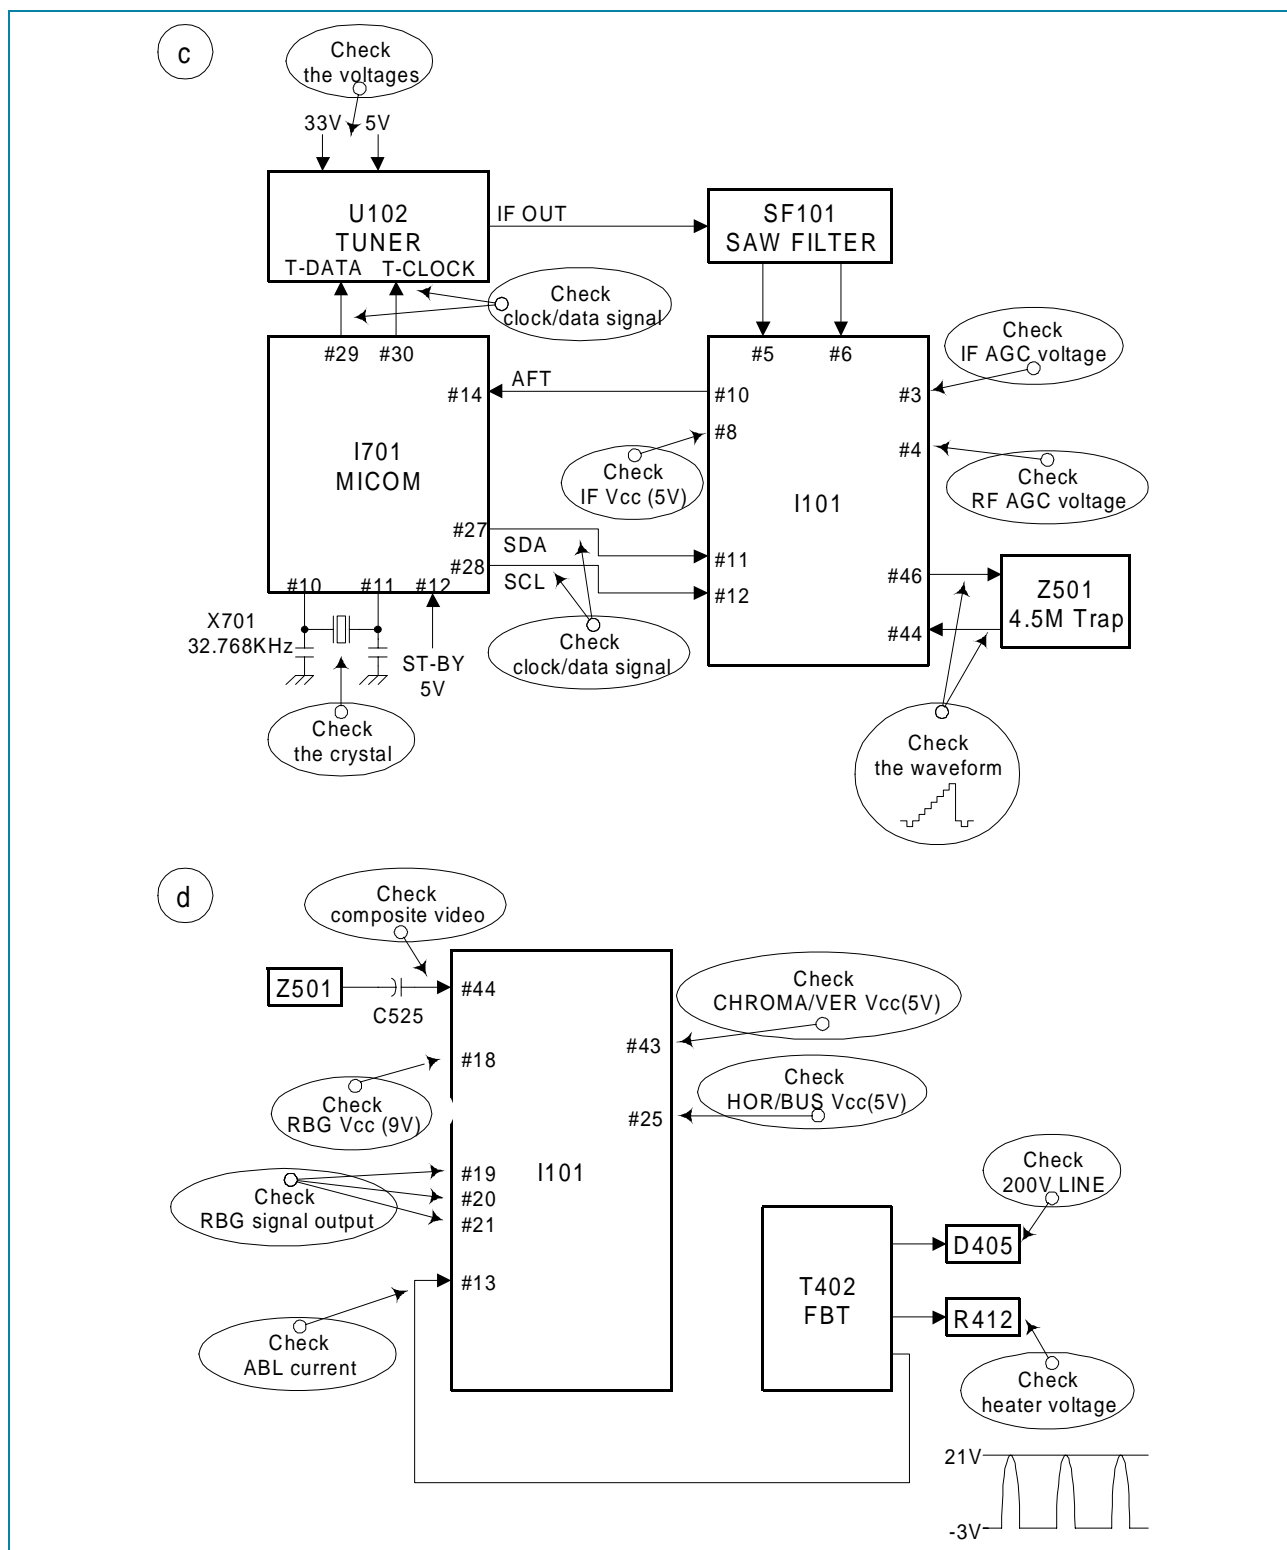 c
Check
the voltages
33V
5V
U102
TUNER
T-DATA
T-CLOCK
IF OUT
SF101
SAW FILTER
Check
clock/data signal
#29
#30
#14
AFT
I701
MICOM
#27
#28
SDA
SCL
#10
#11
#12
X701
32.768KHz
ST-BY
5V
Check
the crystal
Check
clock/data signal
#5
#6
#10
#8
#3
#4
Check
IF AGC voltage
Check
RF AGC voltage
Check
IF Vcc (5V)
I101
#11
#12
#46
#44
Z501
4.5M Trap
Check
the waveform
d
Check
composite video
Z501
C525
#44
#18
Check
RBG Vcc (9V)
#19
#20
#21
Check
RBG signal output
#13
Check
ABL current
I101
#43
#25
Check
CHROMA/VER Vcc(5V)
Check
HOR/BUS Vcc(5V)
Check
200V LINE
T402
FBT
D405
R412
Check
heater voltage
21V
-3V